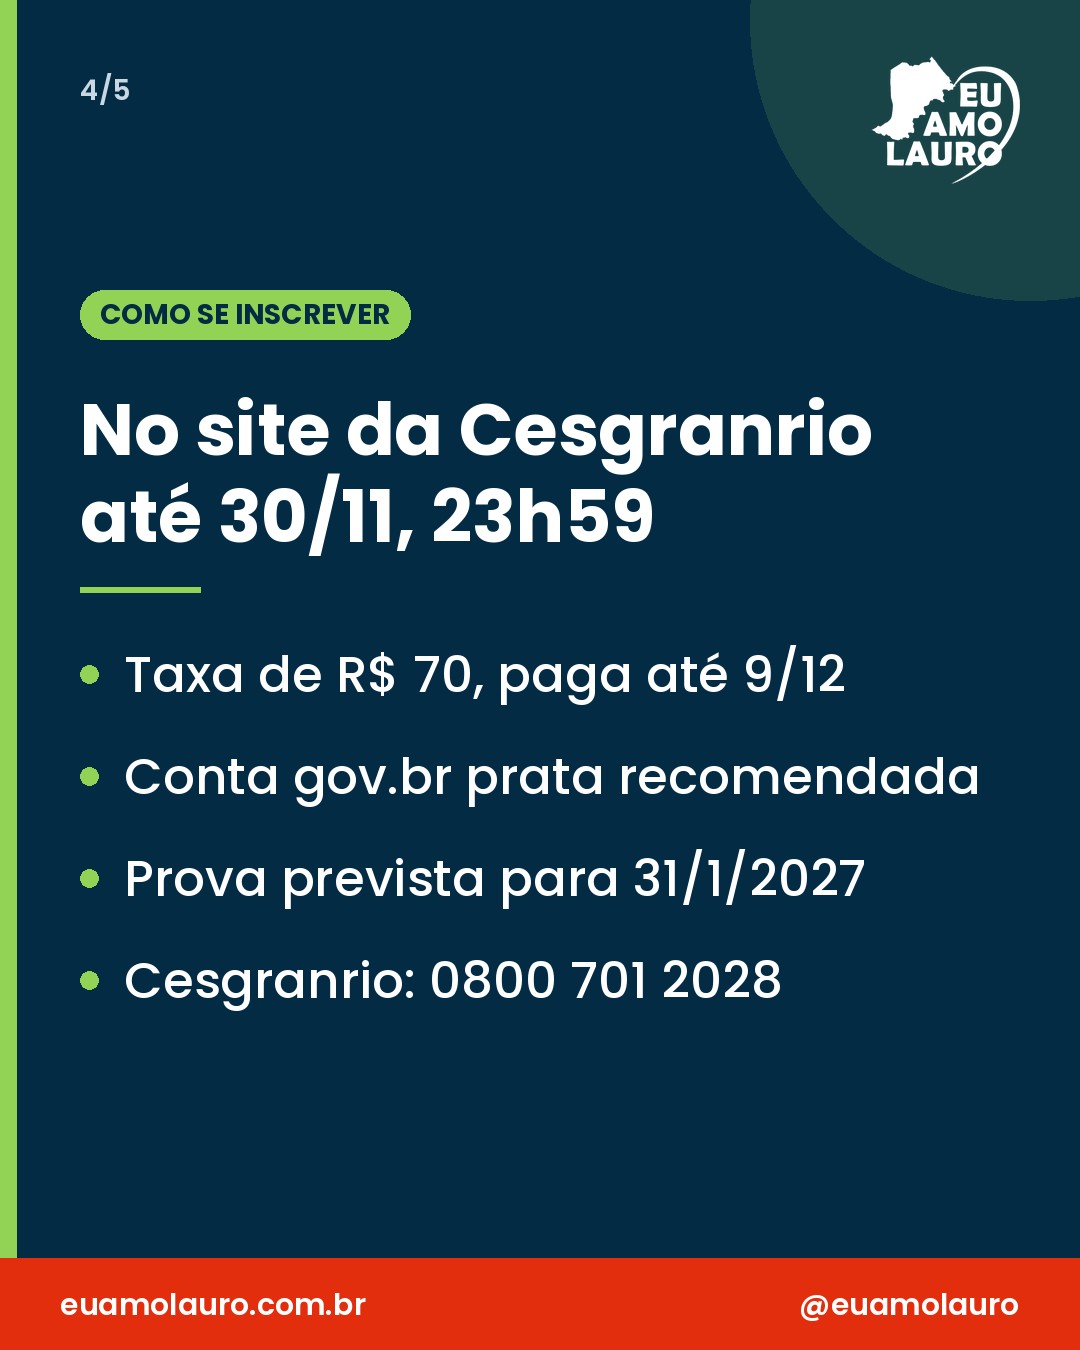 4/5
EU
AMO
LAURO
COMO SE INSCREVER
No site da Cesgranrio
até 30/11, 23h59
Taxa de R$ 70, paga até 9/12
Conta gov.br prata recomendada
Prova prevista para 31/1/2027
Cesgranrio: 0800 701 2028
euamolauro.com.br
@euamolauro